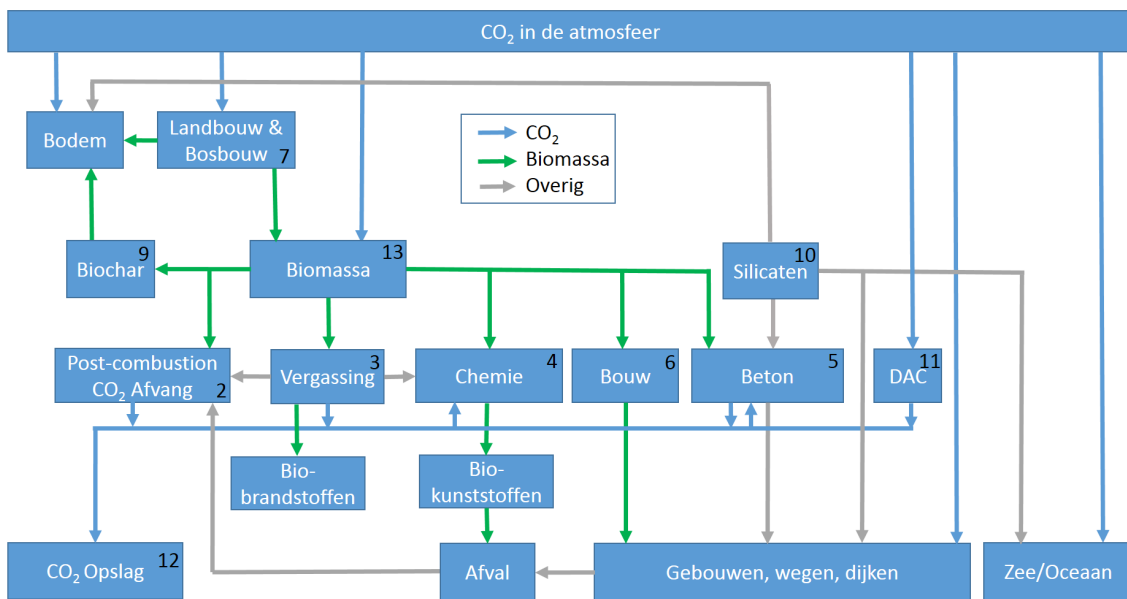 CO₂ in de atmosfeer
Bodem
Landbouw &
Bosbouw 7
CO₂
Biomassa
Overig
Biochar 9
Biomassa 13
Silicaten 10
Post-combustion
CO₂ Afvang 2
Vergassing 3
Chemie 4
Bouw 6
Beton 5
DAC 11
Bio-
brandstoffen
Bio-
kunststoffen
CO₂ Opslag 12
Afval
Gebouwen, wegen, dijken
Zee/Oceaan